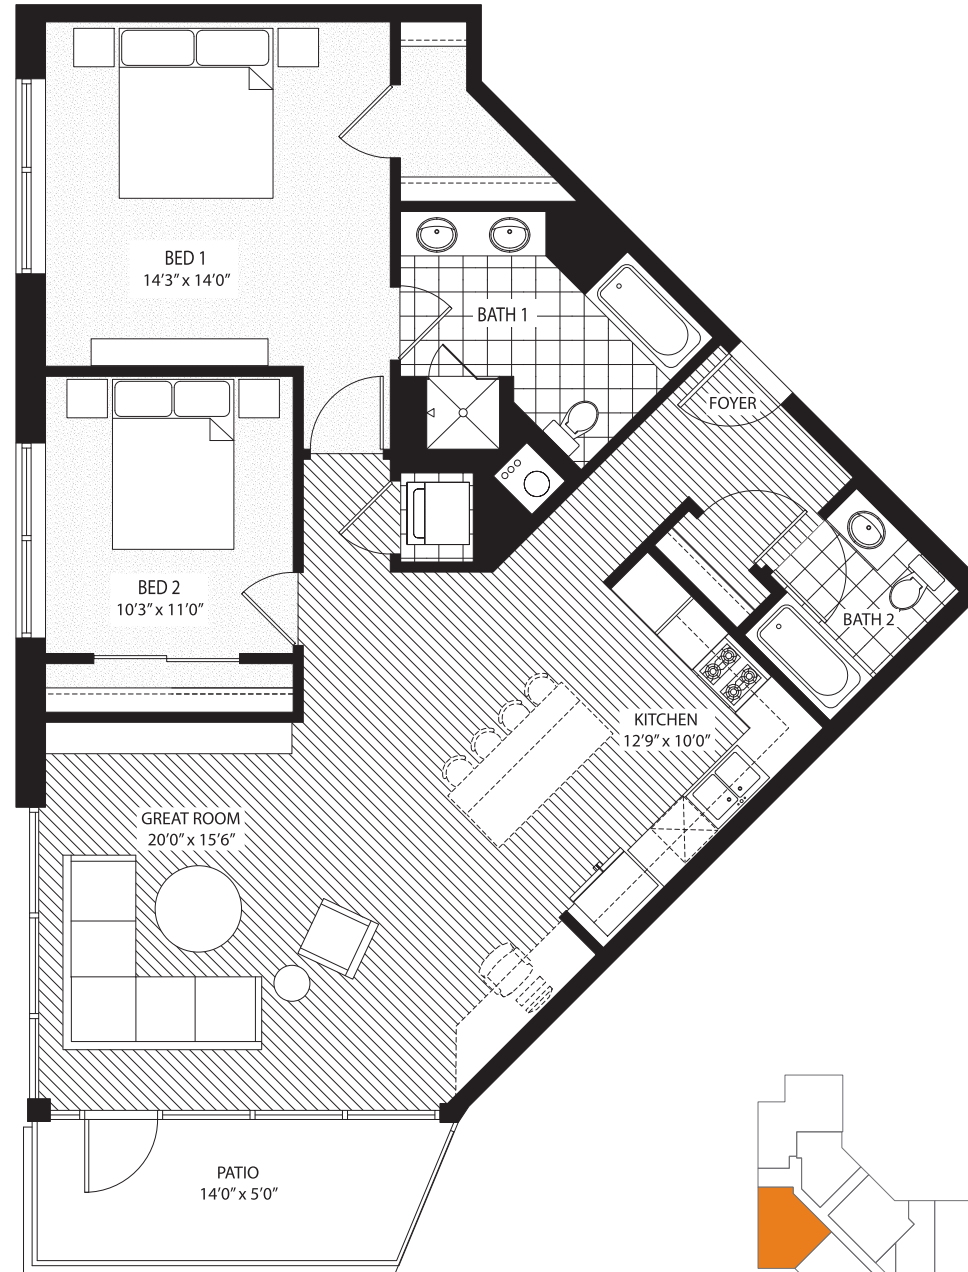 BED 1
14’3” x 14’0”
BATH 1
FOYER
BED 2
10’3” x 11’0”
BATH 2
KITCHEN
12’9” x 10’0”
GREAT ROOM
20’0” x 15’6”
PATIO
14’0” x 5’0”